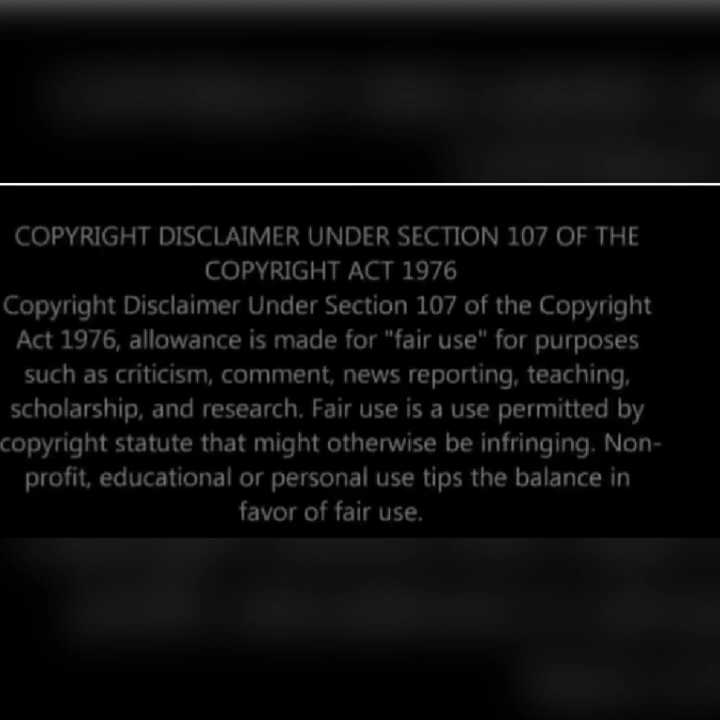 COPYRIGHT DISCLAIMER UNDER SECTION 107 OF THE
COPYRIGHT ACT 1976
Copyright Disclaimer Under Section 107 of the Copyright
Act 1976, allowance is made for "fair use" for purposes
such as criticism, comment, news reporting, teaching,
scholarship, and research. Fair use is a use permitted by
copyright statute that might otherwise be infringing. Non-
profit, educational or personal use tips the balance in
favor of fair use.